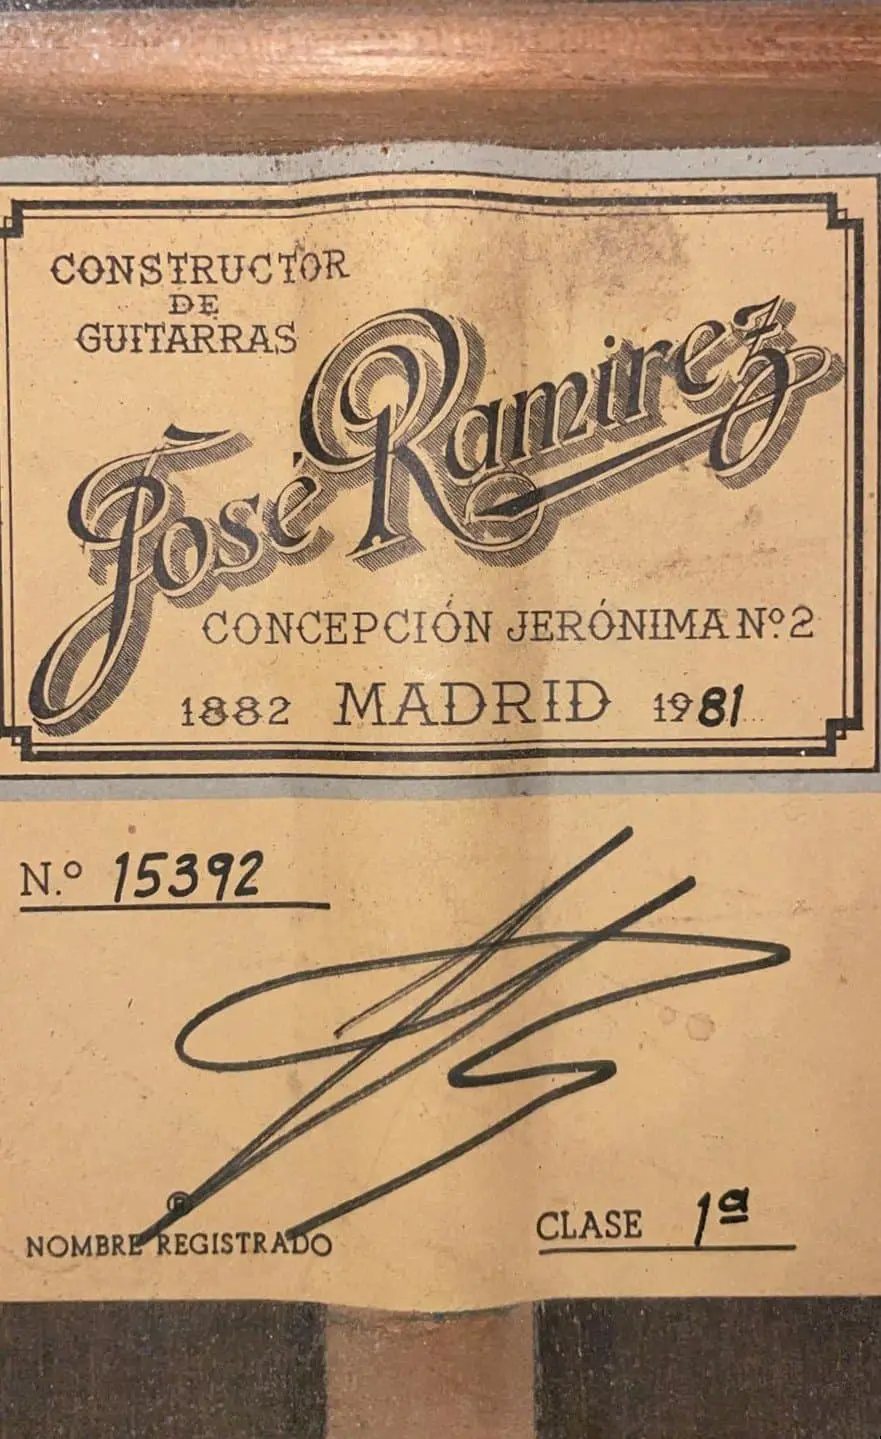 CONSTRUCTOR
DE
GUITARRAS
José Ramirez
CONCEPCIÓN JERÓNIMA Nº 2
1882 MADRID 1981
N.º 15392
®
NOMBRE REGISTRADO
CLASE 1ª